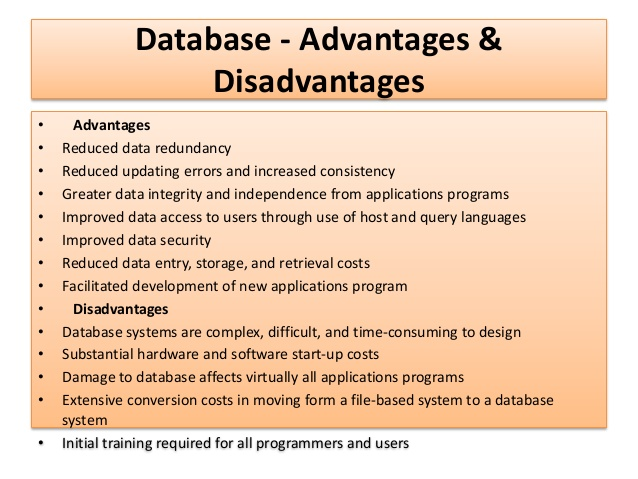 Database - Advantages &
Disadvantages
• Advantages
• Reduced data redundancy
• Reduced updating errors and increased consistency
• Greater data integrity and independence from applications programs
• Improved data access to users through use of host and query languages
• Improved data security
• Reduced data entry, storage, and retrieval costs
• Facilitated development of new applications program
• Disadvantages
• Database systems are complex, difficult, and time-consuming to design
• Substantial hardware and software start-up costs
• Damage to database affects virtually all applications programs
• Extensive conversion costs in moving form a file-based system to a database
system
• Initial training required for all programmers and users